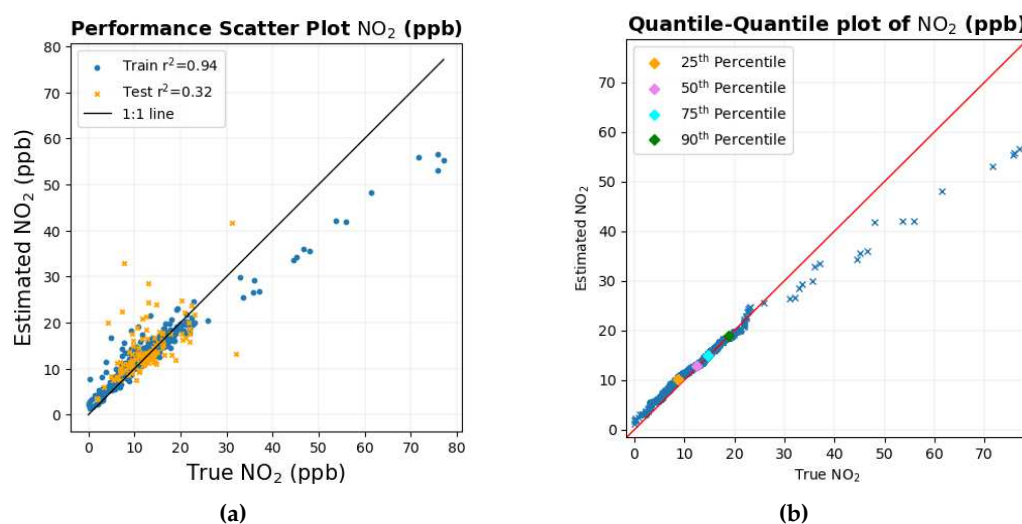 Performance Scatter Plot NO₂ (ppb)
Train r²=0.94
Test r²=0.32
1:1 line
80
70
60
50
40
30
20
10
0
Estimated NO₂ (ppb)
0 10 20 30 40 50 60 70 80
True NO₂ (ppb)
(a)
Quantile-Quantile plot of NO₂ (ppb)
25th Percentile
50th Percentile
75th Percentile
90th Percentile
70
60
50
40
30
20
10
0
Estimated NO₂
0 10 20 30 40 50 60 70
True NO₂
(b)